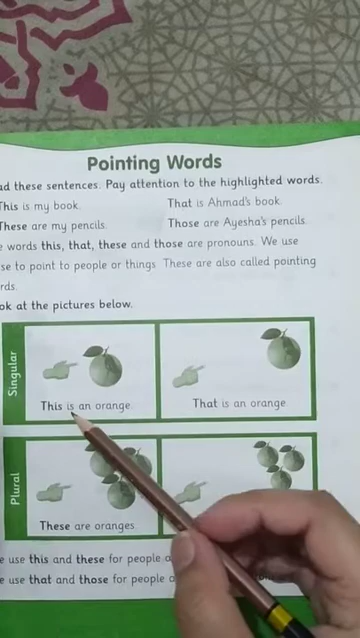 Pointing Words
these sentences. Pay attention to the highlighted words.
This is my book. That is Ahmad's book.
These are my pencils. Those are Ayesha's pencils.
words this, that, these and those are pronouns. We use
to point to people or things. These are also called pointing
at the pictures below.
Singular
This is an orange.
That is an orange.
Plural
These are oranges.
use this and these for people
use that and those for people